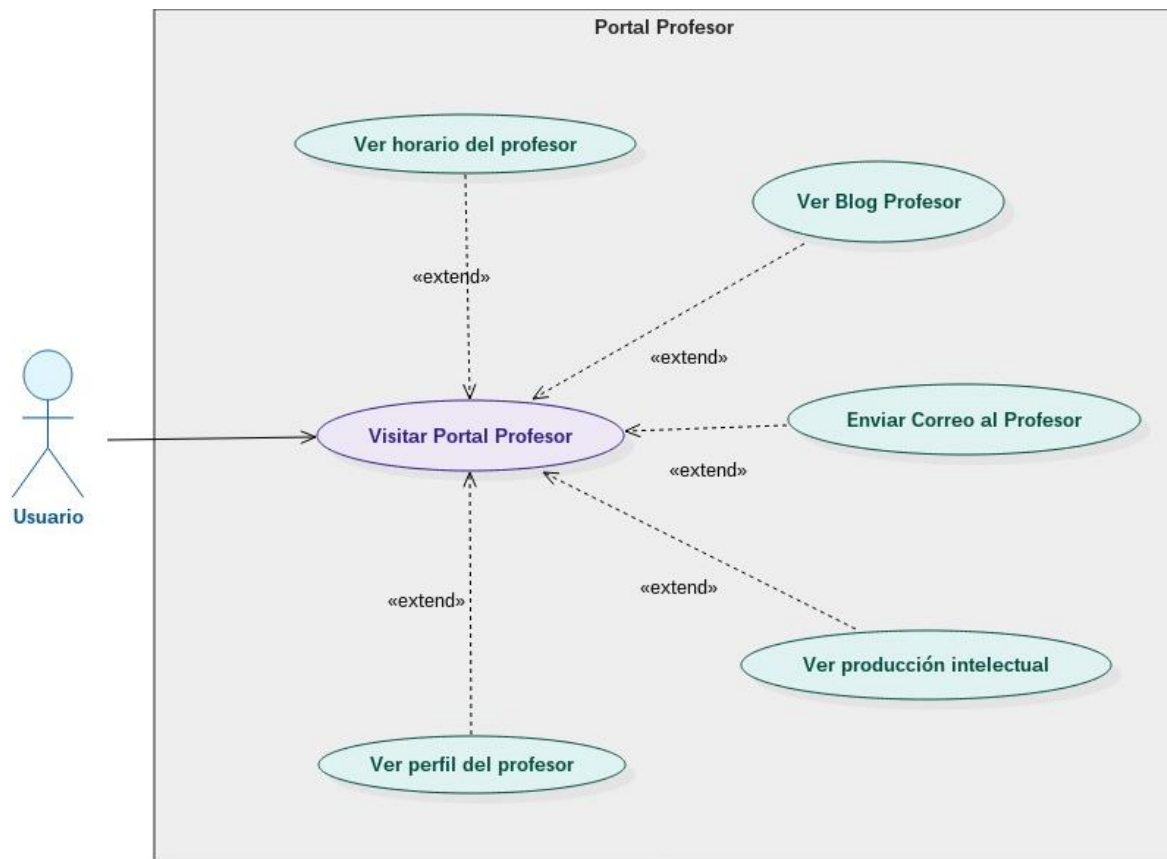 Portal Profesor
Ver horario del profesor
Ver Blog Profesor
«extend»
«extend»
Enviar Correo al Profesor
Visitar Portal Profesor
«extend»
Usuario
«extend»
«extend»
Ver producción intelectual
Ver perfil del profesor